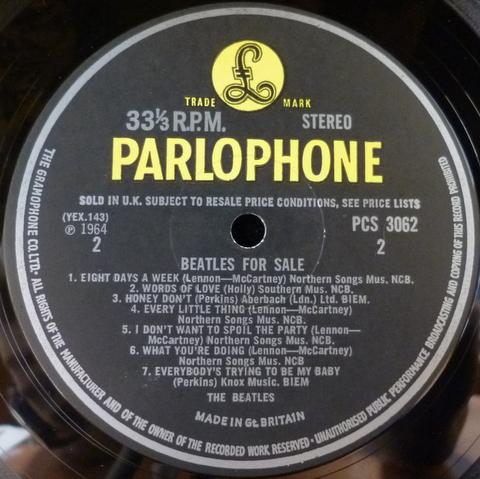 £
TRADE MARK
33⅓ R.P.M. STEREO
PARLOPHONE
SOLD IN U.K. SUBJECT TO RESALE PRICE CONDITIONS, SEE PRICE LISTS
(YEX.143) PCS 3062
℗ 1964
2 2
BEATLES FOR SALE
1. EIGHT DAYS A WEEK (Lennon—McCartney) Northern Songs Mus. NCB.
2. WORDS OF LOVE (Holly) Southern Mus. NCB.
3. HONEY DON'T (Perkins) Aberbach (Ldn.) Ltd. BIEM.
4. EVERY LITTLE THING (Lennon—McCartney)
Northern Songs Mus. NCB.
5. I DON'T WANT TO SPOIL THE PARTY (Lennon—
McCartney) Northern Songs Mus. NCB.
6. WHAT YOU'RE DOING (Lennon—McCartney)
Northern Songs Mus. NCB
7. EVERYBODY'S TRYING TO BE MY BABY
(Perkins) Knox Music. BIEM
THE BEATLES
MADE IN Gt. BRITAIN
THE GRAMOPHONE CO. LTD. · ALL RIGHTS OF THE MANUFACTURER AND OF THE OWNER OF THE RECORDED WORK RESERVED · UNAUTHORISED PUBLIC PERFORMANCE BROADCASTING AND COPYING OF THIS RECORD PROHIBITED